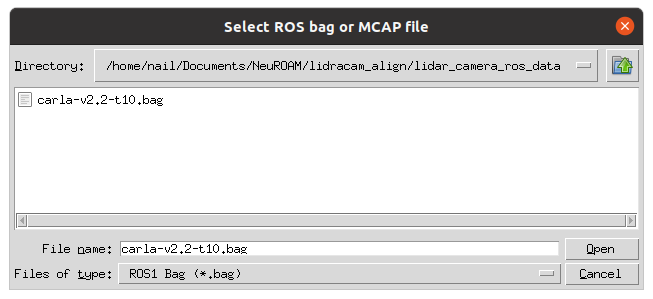 Select ROS bag or MCAP file
Directory: /home/nail/Documents/NeuROAM/lidracam_align/lidar_camera_ros_data
carla-v2.2-t10.bag
File name: carla-v2.2-t10.bag Open
Files of type: ROS1 Bag (*.bag) Cancel